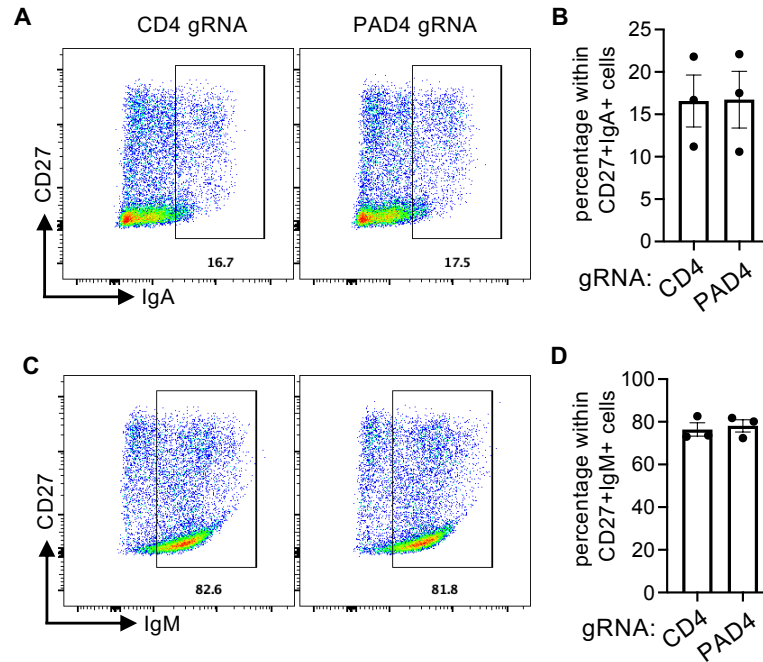 A
CD4 gRNA
PAD4 gRNA
CD27
16.7
17.5
IgA
B
percentage within
CD27+IgA+ cells
25
20
15
10
5
0
gRNA:
CD4
PAD4
C
CD27
82.6
81.8
IgM
D
percentage within
CD27+IgM+ cells
100
80
60
40
20
0
gRNA:
CD4
PAD4